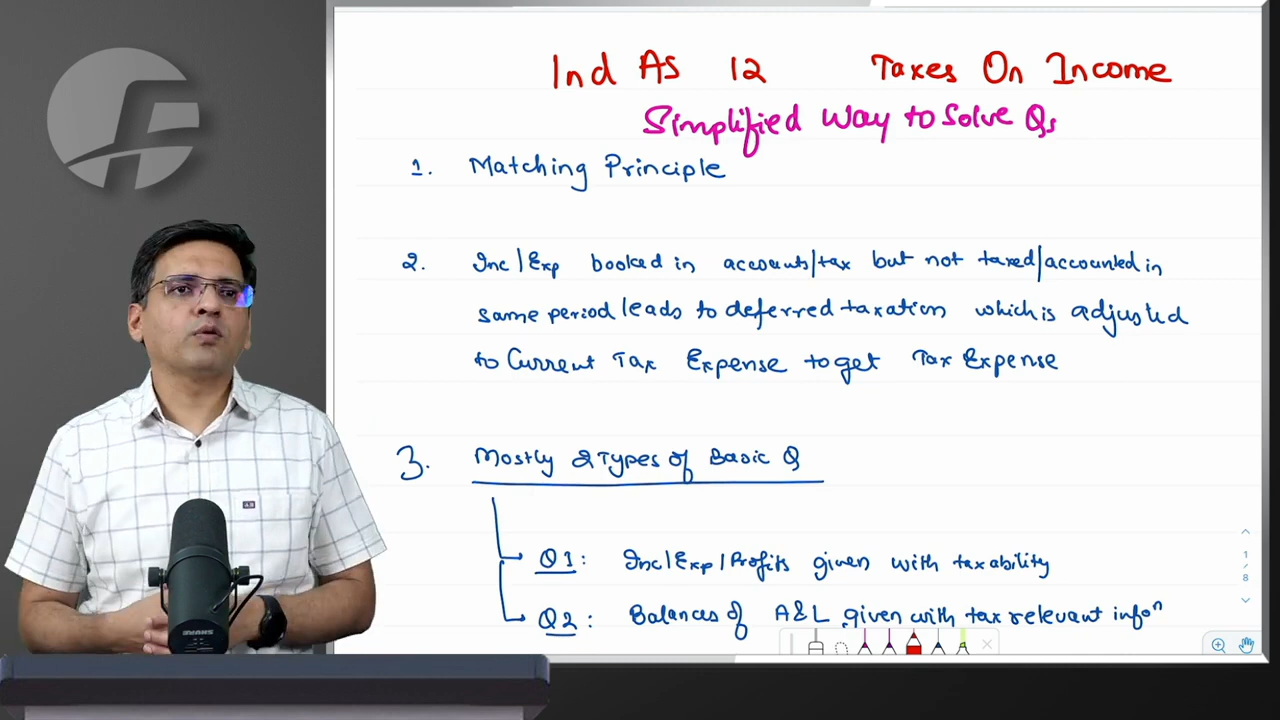 Ind AS 12 Taxes On Income
Simplified Way to Solve Qs
1. Matching Principle
2. Inc/Exp booked in accounts/tax but not taxed/accounted in
same period leads to deferred taxation which is adjusted
to Current Tax Expense to get Tax Expense
3. Mostly 2 Types of Basic Q
Q1: Inc/Exp/Profits given with taxability
Q2: Balances of A&L given with tax relevant infoⁿ
1/8
SHURE